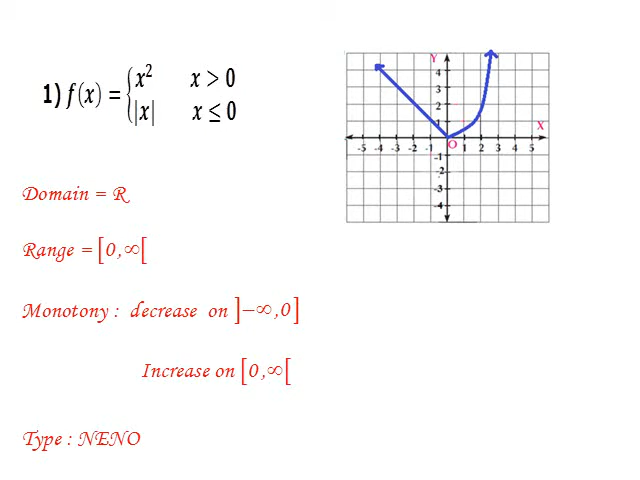 1) f(x) = { x²   x > 0
|x|   x ≤ 0
Domain = R
Range = [0,∞[
Monotony : decrease on ]−∞,0]
Increase on [0,∞[
Type : NENO
Y
4
3
2
1
X
-5 -4 -3 -2 -1 O 1 2 3 4 5
-1
-2
-3
-4